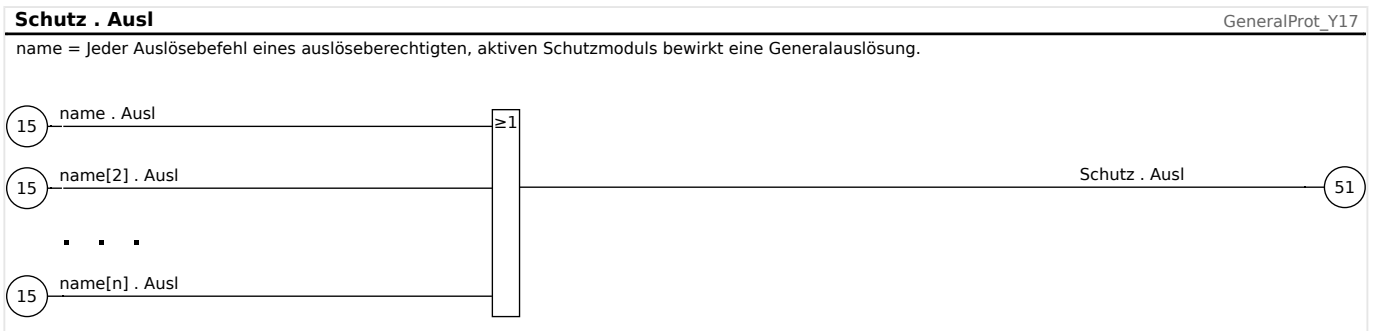 Schutz . Ausl GeneralProt_Y17
name = Jeder Auslösebefehl eines auslöseberechtigten, aktiven Schutzmoduls bewirkt eine Generalauslösung.
15 name . Ausl ≥1
15 name[2] . Ausl Schutz . Ausl 51
. . .
15 name[n] . Ausl